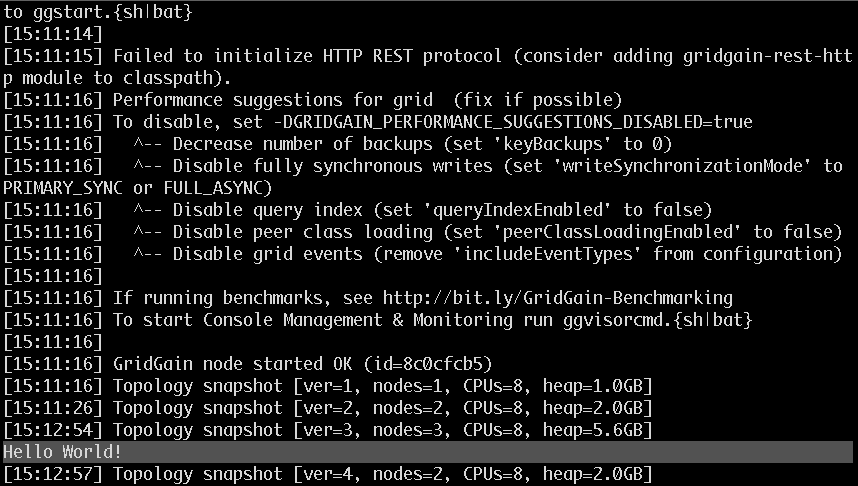 to ggstart.{sh|bat}
[15:11:14]
[15:11:15] Failed to initialize HTTP REST protocol (consider adding gridgain-rest-htt
p module to classpath).
[15:11:16] Performance suggestions for grid  (fix if possible)
[15:11:16] To disable, set -DGRIDGAIN_PERFORMANCE_SUGGESTIONS_DISABLED=true
[15:11:16]   ^-- Decrease number of backups (set 'keyBackups' to 0)
[15:11:16]   ^-- Disable fully synchronous writes (set 'writeSynchronizationMode' to
PRIMARY_SYNC or FULL_ASYNC)
[15:11:16]   ^-- Disable query index (set 'queryIndexEnabled' to false)
[15:11:16]   ^-- Disable peer class loading (set 'peerClassLoadingEnabled' to false)
[15:11:16]   ^-- Disable grid events (remove 'includeEventTypes' from configuration)
[15:11:16]
[15:11:16] If running benchmarks, see http://bit.ly/GridGain-Benchmarking
[15:11:16] To start Console Management & Monitoring run ggvisorcmd.{sh|bat}
[15:11:16]
[15:11:16] GridGain node started OK (id=8c0cfcb5)
[15:11:16] Topology snapshot [ver=1, nodes=1, CPUs=8, heap=1.0GB]
[15:11:26] Topology snapshot [ver=2, nodes=2, CPUs=8, heap=2.0GB]
[15:12:54] Topology snapshot [ver=3, nodes=3, CPUs=8, heap=5.6GB]
Hello World!
[15:12:57] Topology snapshot [ver=4, nodes=2, CPUs=8, heap=2.0GB]